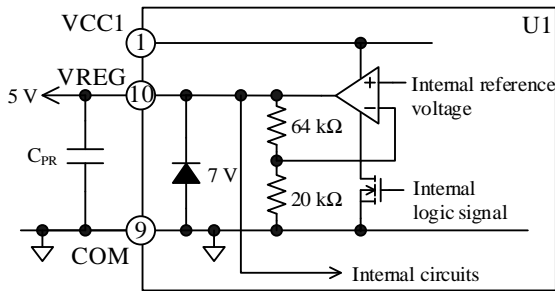 VCC1
U1
1
VREG
5 V
10
+
−
Internal reference
voltage
64 kΩ
CPR
7 V
20 kΩ
Internal
logic signal
9
COM
Internal circuits